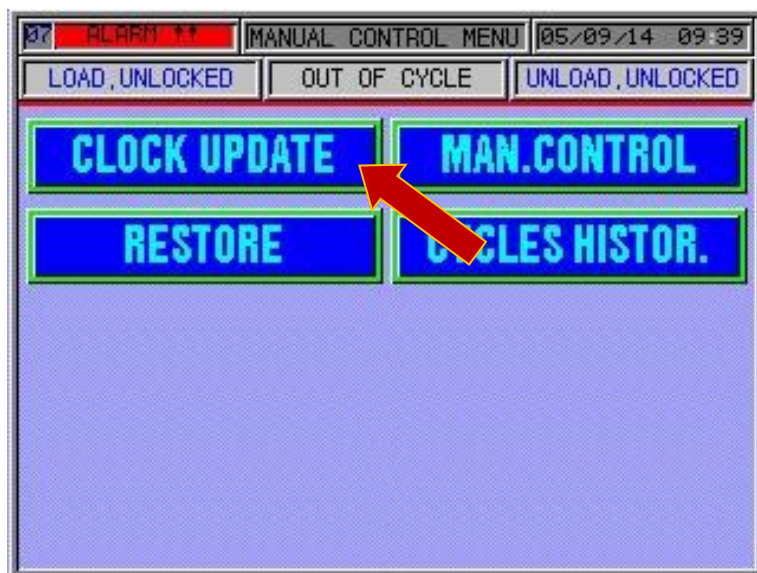 07 ALARM !! MANUAL CONTROL MENU 05/09/14 09:39
LOAD,UNLOCKED OUT OF CYCLE UNLOAD,UNLOCKED
CLOCK UPDATE MAN.CONTROL
RESTORE CYCLES HISTOR.